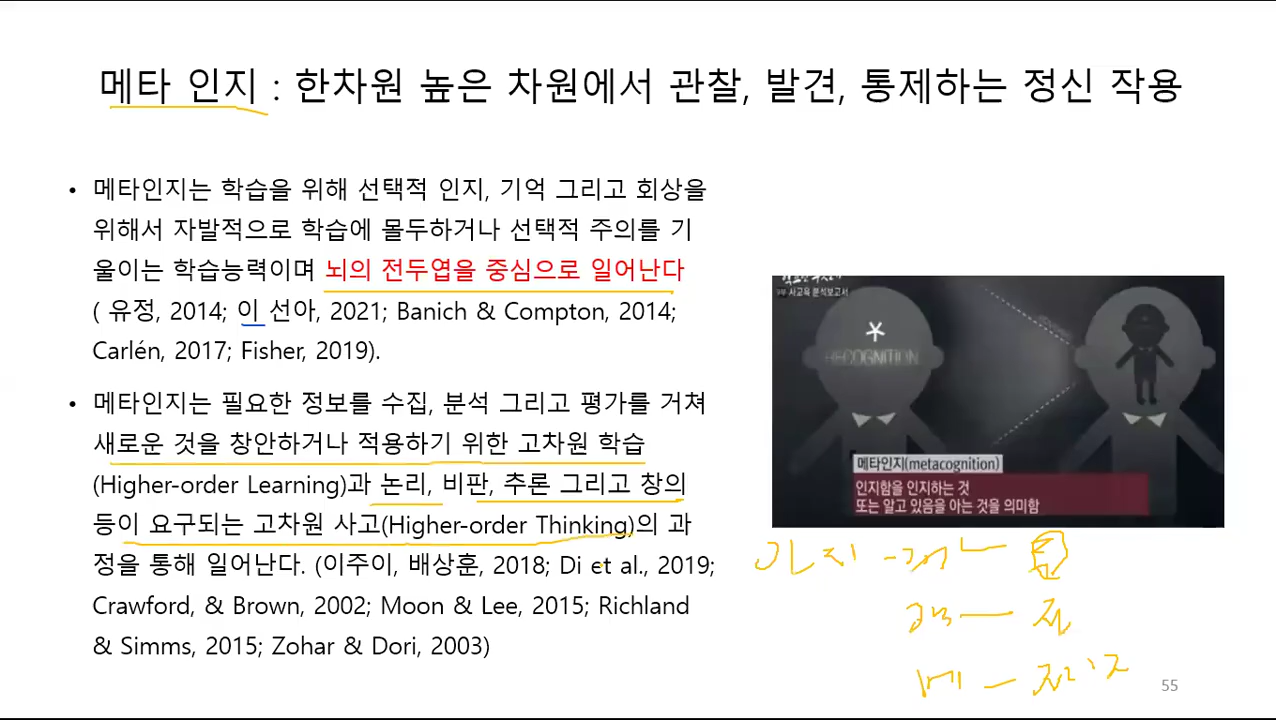 메타 인지 : 한차원 높은 차원에서 관찰, 발견, 통제하는 정신 작용
• 메타인지는 학습을 위해 선택적 인지, 기억 그리고 회상을
위해서 자발적으로 학습에 몰두하거나 선택적 주의를 기
울이는 학습능력이며 뇌의 전두엽을 중심으로 일어난다
( 유정, 2014; 이 선아, 2021; Banich & Compton, 2014;
Carlén, 2017; Fisher, 2019).
• 메타인지는 필요한 정보를 수집, 분석 그리고 평가를 거쳐
새로운 것을 창안하거나 적용하기 위한 고차원 학습
(Higher-order Learning)과 논리, 비판, 추론 그리고 창의
등이 요구되는 고차원 사고(Higher-order Thinking)의 과
정을 통해 일어난다. (이주이, 배상훈, 2018; Di et al., 2019;
Crawford, & Brown, 2002; Moon & Lee, 2015; Richland
& Simms, 2015; Zohar & Dori, 2003)
사교육 분석보고서
RECOGNITION
메타인지(metacognition)
인지함을 인지하는 것
또는 알고 있음을 아는 것을 의미함
인지
55